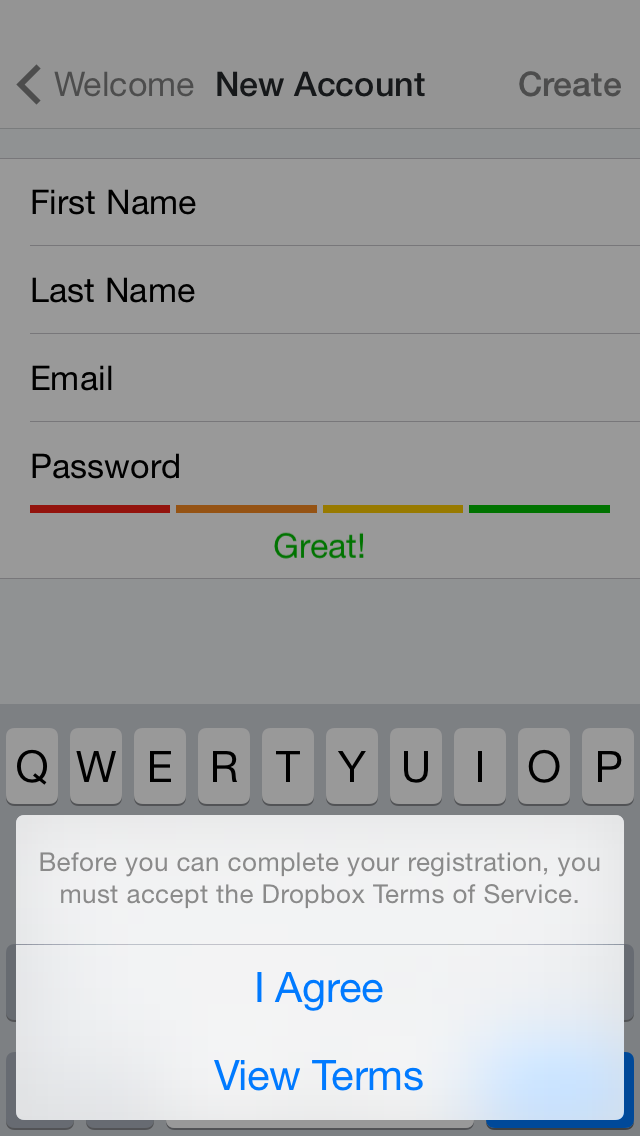 Welcome New Account Create
First Name
Last Name
Email
Password
Great!
Q W E R T Y U I O P
Before you can complete your registration, you
must accept the Dropbox Terms of Service.
I Agree
View Terms